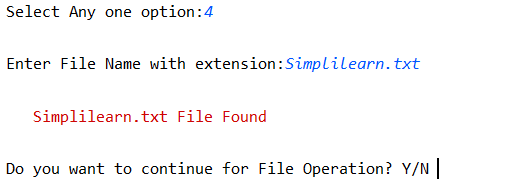 Select Any one option:4
Enter File Name with extension:Simplilearn.txt
Simplilearn.txt File Found
Do you want to continue for File Operation? Y/N